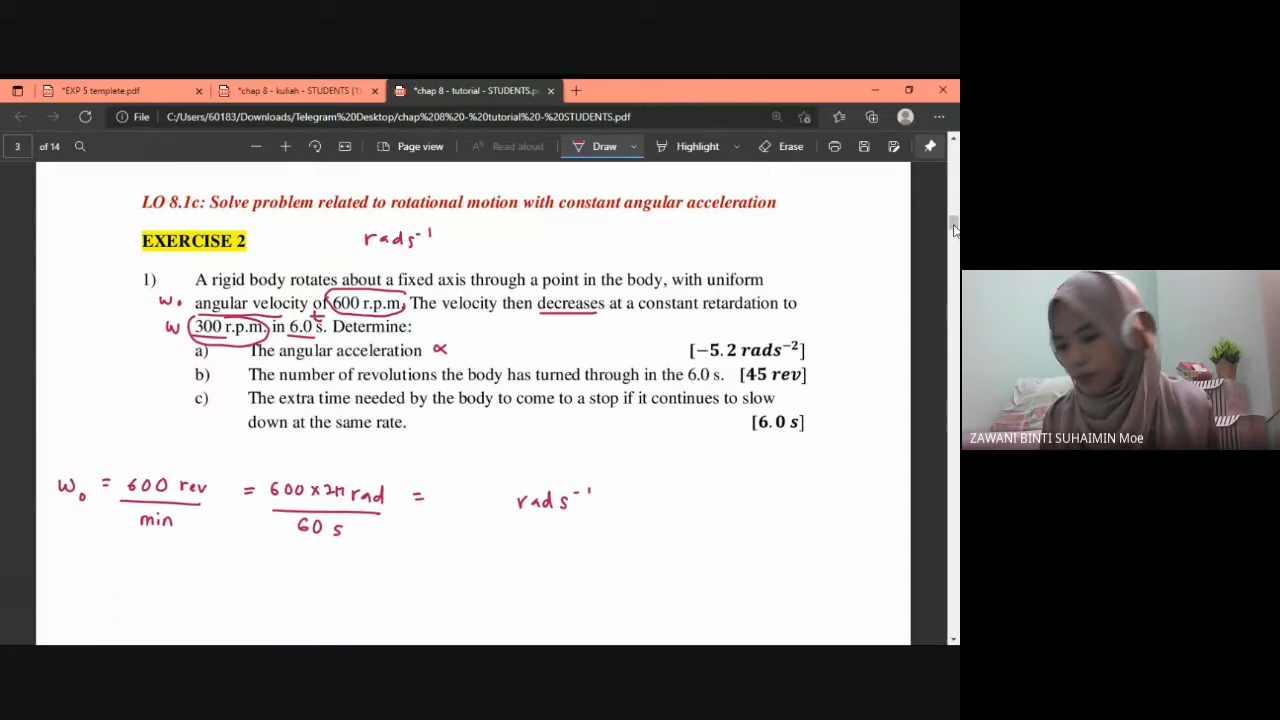 *EXP 5 templete.pdf
*chap 8 - kuliah - STUDENTS (1)
*chap 8 - tutorial - STUDENTS.p
File C:/Users/60183/Downloads/Telegram%20Desktop/chap%208%20-%20tutorial%20-%20STUDENTS.pdf
3 of 14 Page view Read aloud Draw Highlight Erase
LO 8.1c: Solve problem related to rotational motion with constant angular acceleration
EXERCISE 2 rad s⁻¹
1) A rigid body rotates about a fixed axis through a point in the body, with uniform
ω₀ angular velocity of 600 r.p.m. The velocity then decreases at a constant retardation to
ω 300 r.p.m. in 6.0 s. Determine: t
a) The angular acceleration α [−5.2 rads⁻²]
b) The number of revolutions the body has turned through in the 6.0 s. [45 rev]
c) The extra time needed by the body to come to a stop if it continues to slow
down at the same rate. [6.0 s]
ω₀ = 600 rev / min = 600 × 2π rad / 60 s = rad s⁻¹
ZAWANI BINTI SUHAIMIN Moe